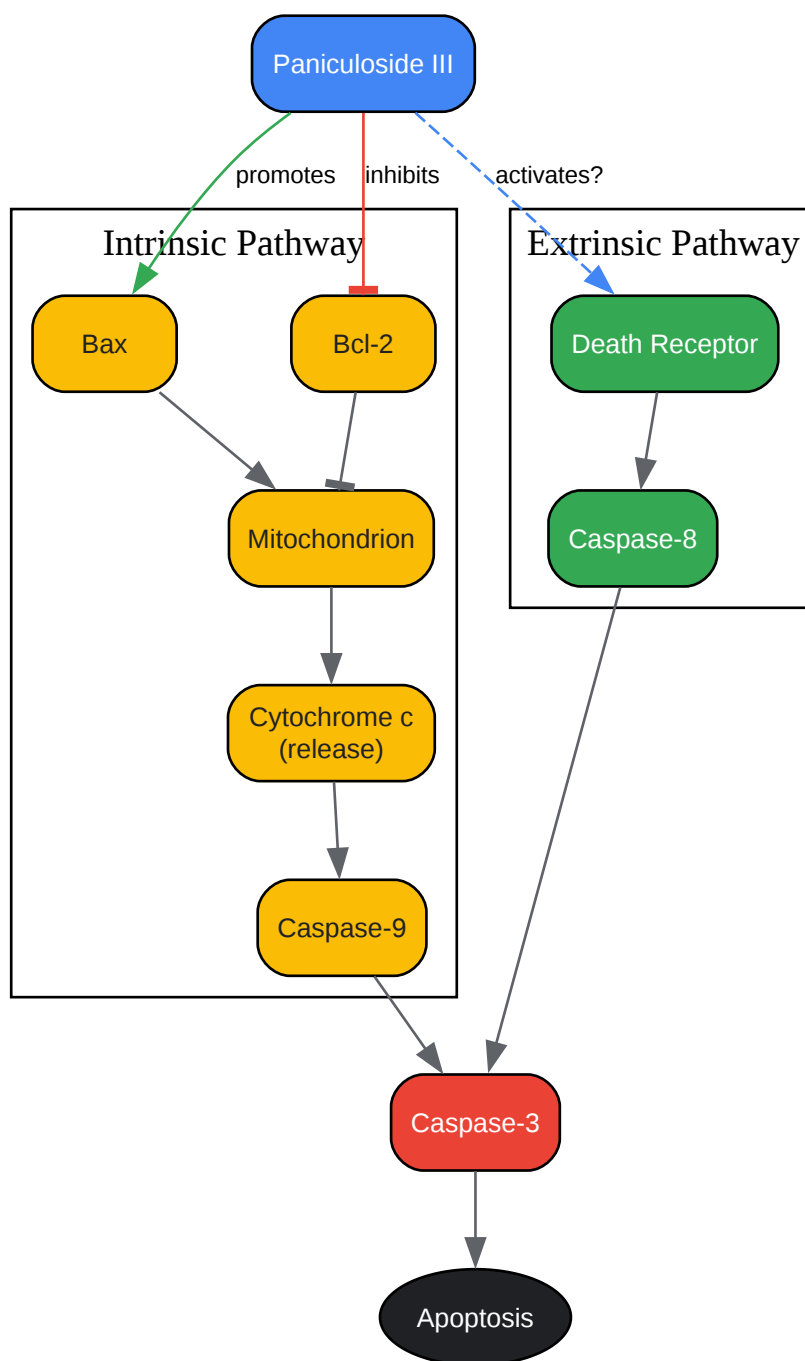 Paniculoside III
promotes
inhibits
activates?
Intrinsic Pathway
Extrinsic Pathway
Bax
Bcl-2
Death Receptor
Mitochondrion
Caspase-8
Cytochrome c
(release)
Caspase-9
Caspase-3
Apoptosis